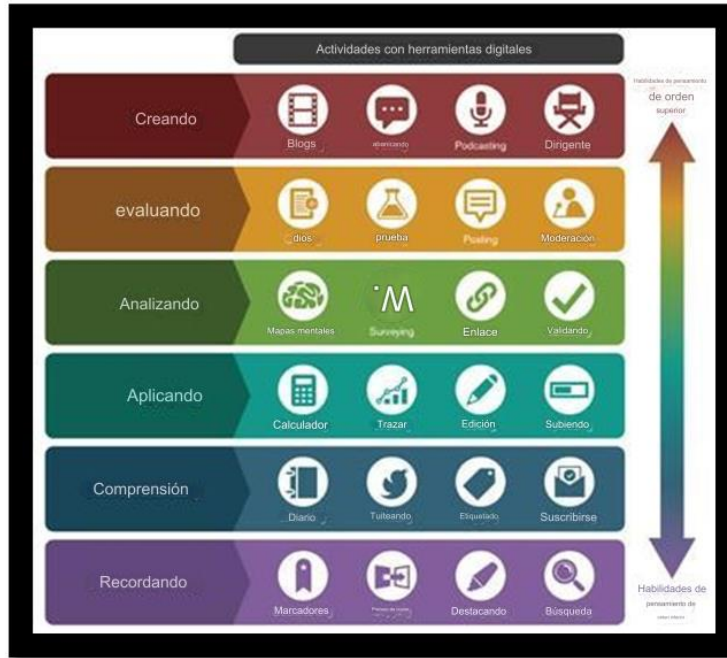 Actividades con herramientas digitales
Habilidades de pensamiento
de orden
superior
Creando
Blogs
abanicando
Podcasting
Dirigente
evaluando
dios
prueba
Posting
Moderación
Analizando
Mapas mentales
Surveying
Enlace
Validando
Aplicando
Calculador
Trazar
Edición
Subiendo
Comprensión
Diario
Tuiteando
Etiquetado
Suscribirse
Recordando
Marcadores
Destacando
Búsqueda
Habilidades de
pensamiento de